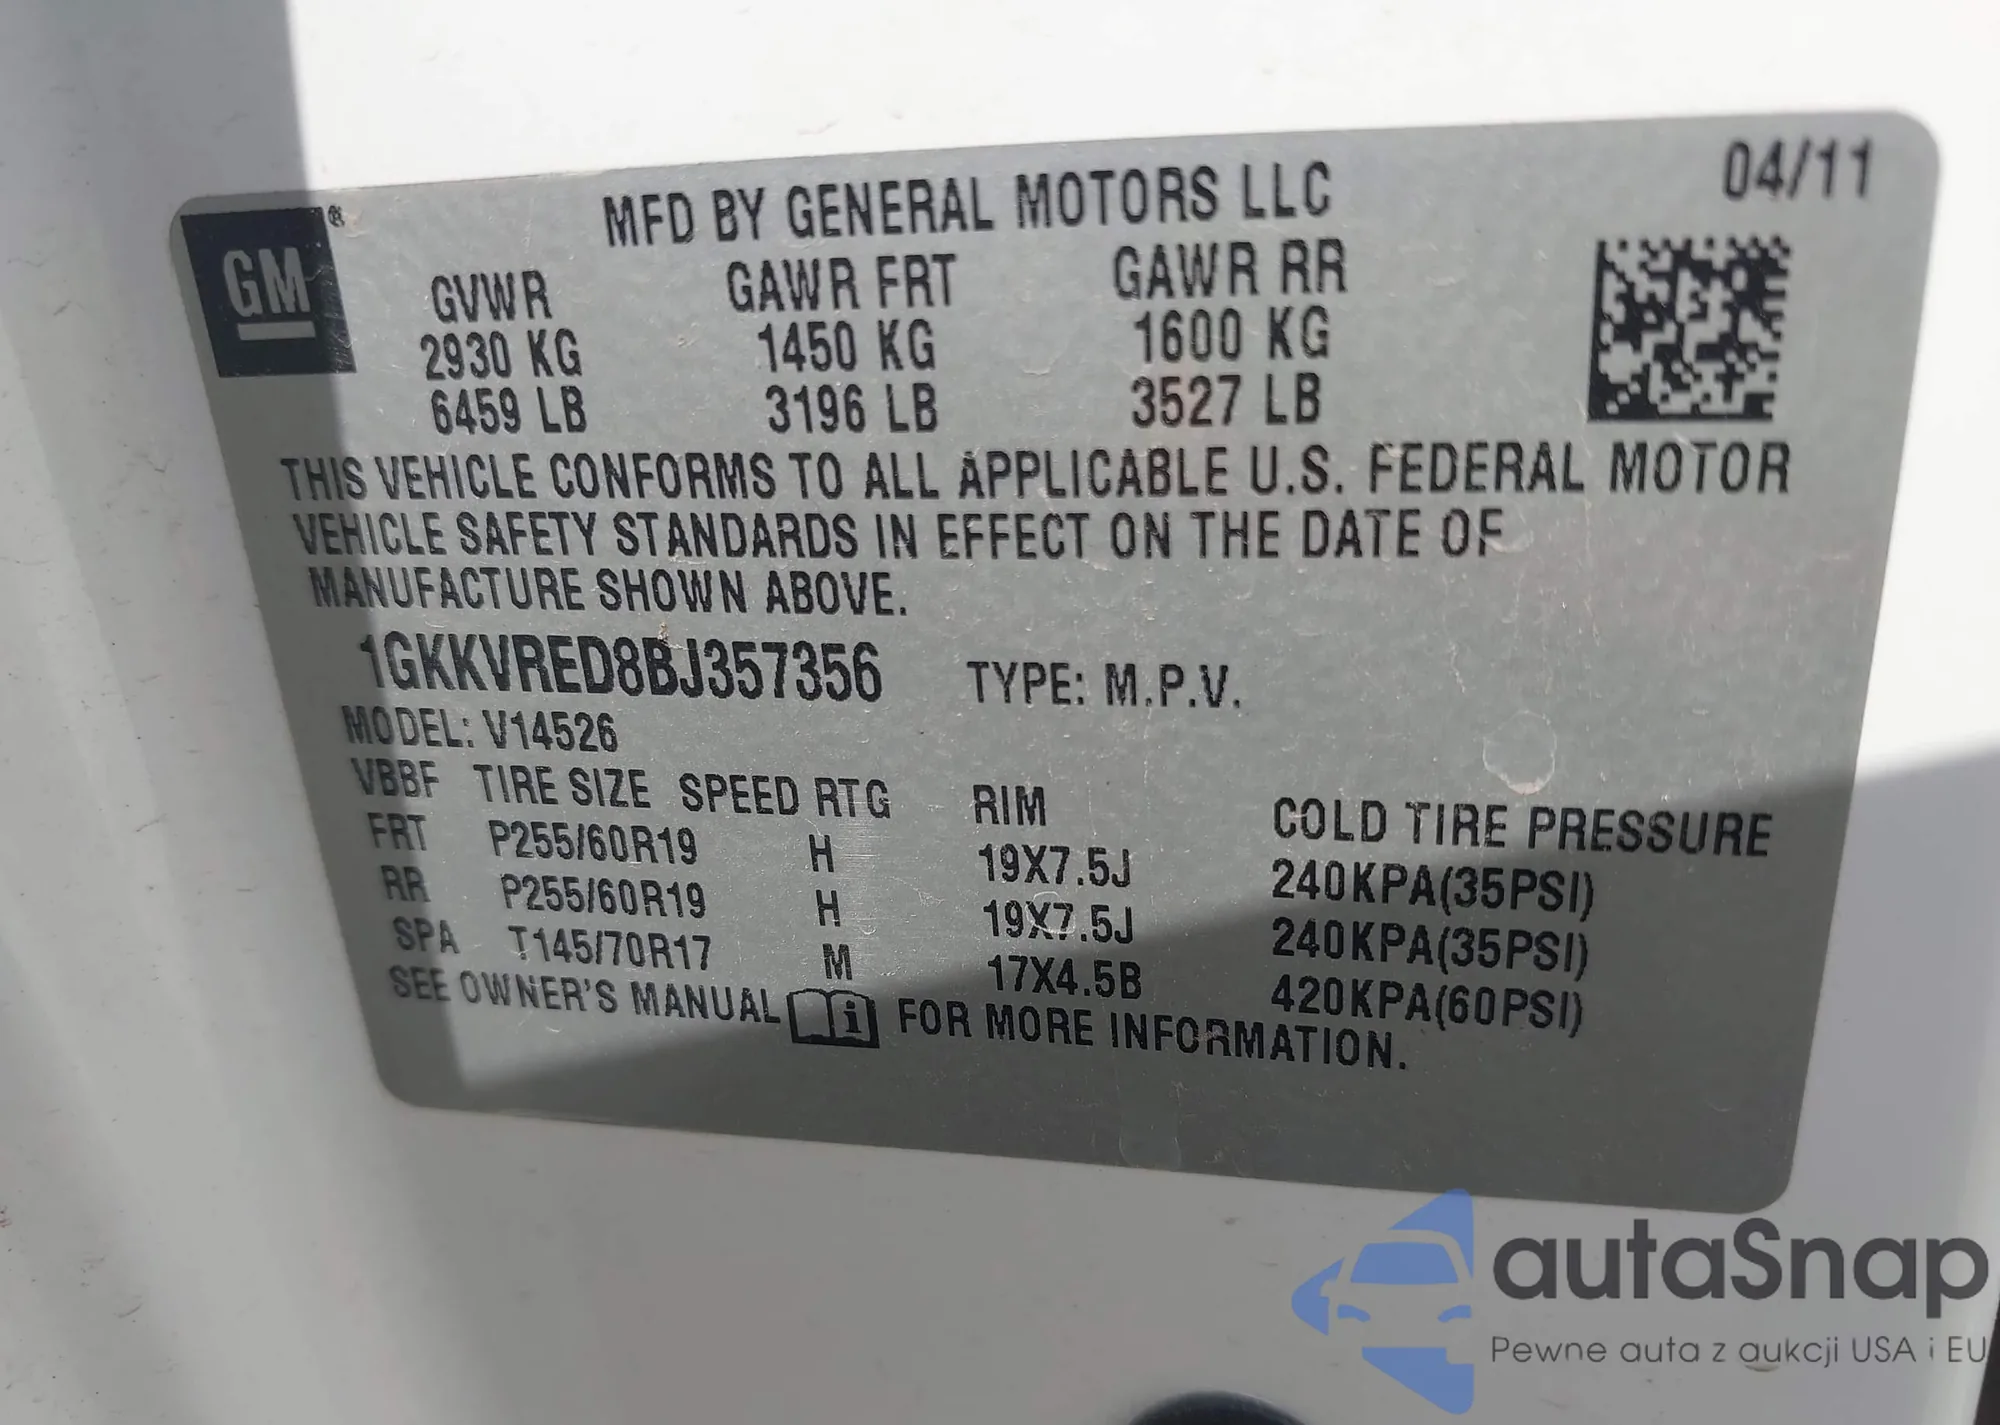 04/11
GM®
MFD BY GENERAL MOTORS LLC
GVWR GAWR FRT GAWR RR
2930 KG 1450 KG 1600 KG
6459 LB 3196 LB 3527 LB
THIS VEHICLE CONFORMS TO ALL APPLICABLE U.S. FEDERAL MOTOR
VEHICLE SAFETY STANDARDS IN EFFECT ON THE DATE OF
MANUFACTURE SHOWN ABOVE.
1GKKVRED8BJ357356 TYPE: M.P.V.
MODEL: V14526
VBBF TIRE SIZE SPEED RTG RIM COLD TIRE PRESSURE
FRT P255/60R19 H 19X7.5J 240KPA(35PSI)
RR P255/60R19 H 19X7.5J 240KPA(35PSI)
SPA T145/70R17 M 17X4.5B 420KPA(60PSI)
SEE OWNER'S MANUAL i FOR MORE INFORMATION.
autaSnap
Pewne auta z aukcji USA i EU